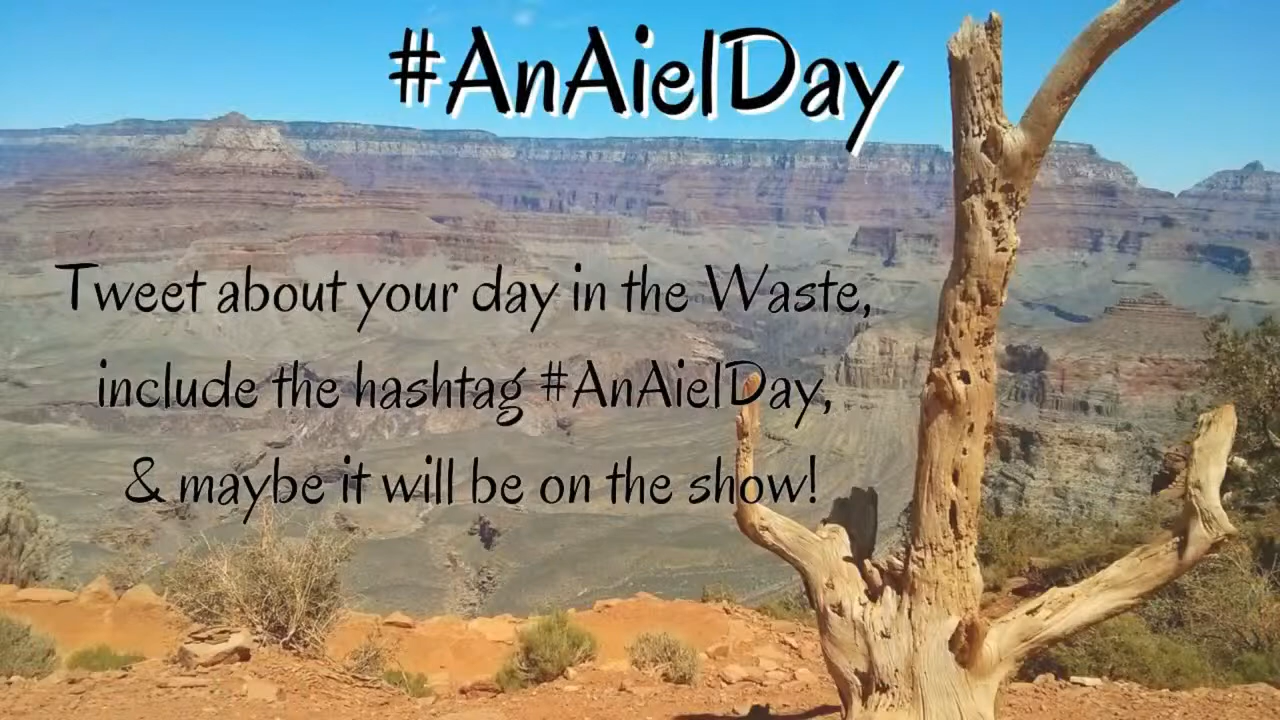 #AnAielDay
Tweet about your day in the Waste,
include the hashtag #AnAielDay,
& maybe it will be on the show!